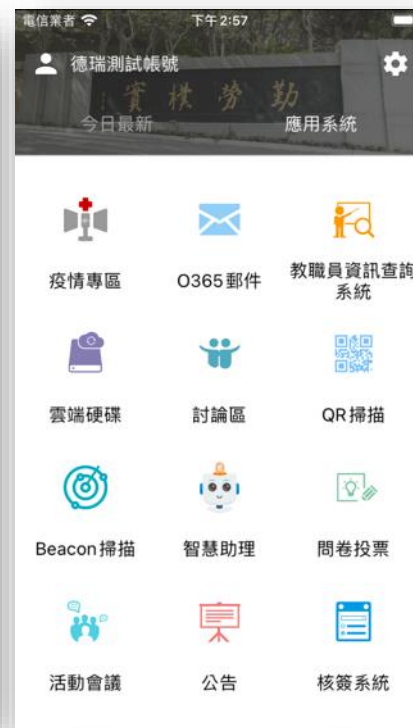 電信業者 下午2:57
德瑞測試帳號
實樸勞勤
今日最新 應用系統
疫情專區 O365郵件 教職員資訊查詢
系統
雲端硬碟 討論區 QR掃描
Beacon掃描 智慧助理 問卷投票
活動會議 公告 核簽系統